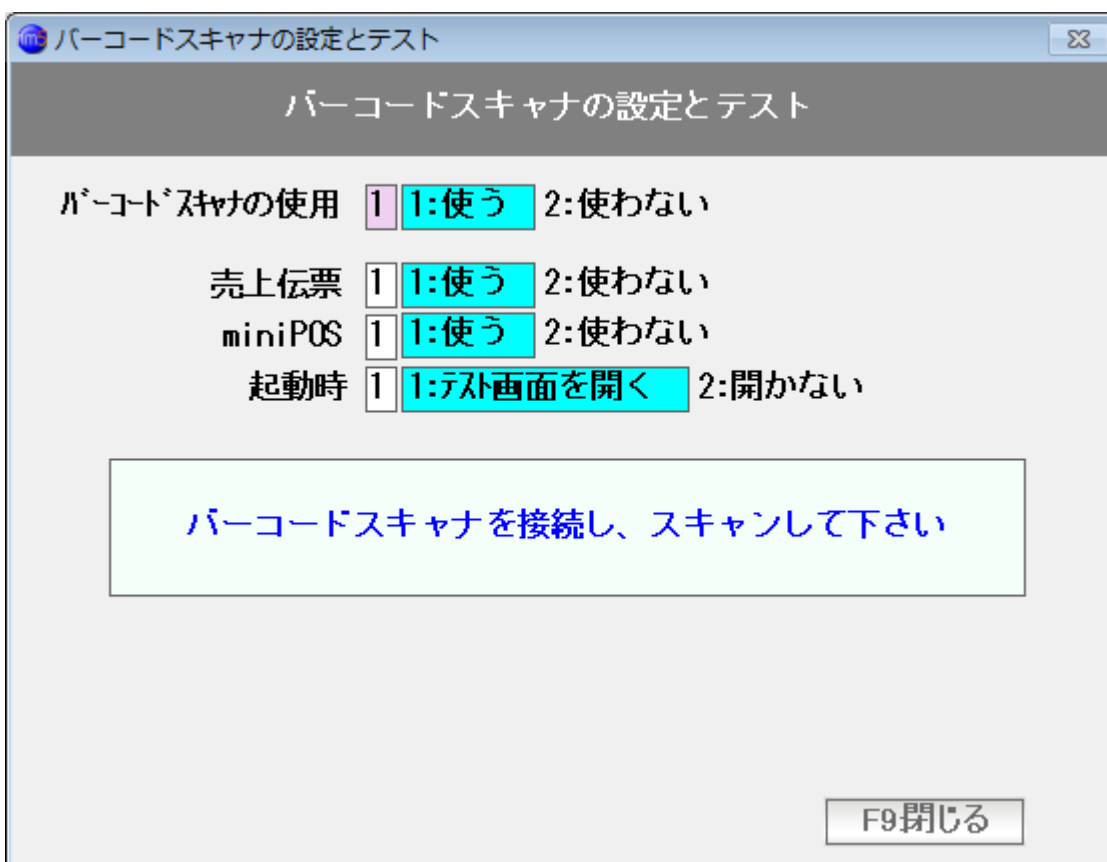 バーコードスキャナの設定とテスト
バーコードスキャナの設定とテスト
ﾊﾞｰｺｰﾄﾞｽｷｬﾅの使用 1 1:使う 2:使わない
売上伝票 1 1:使う 2:使わない
miniPOS 1 1:使う 2:使わない
起動時 1 1:ﾃｽﾄ画面を開く 2:開かない
バーコードスキャナを接続し、スキャンして下さい
F9:閉じる